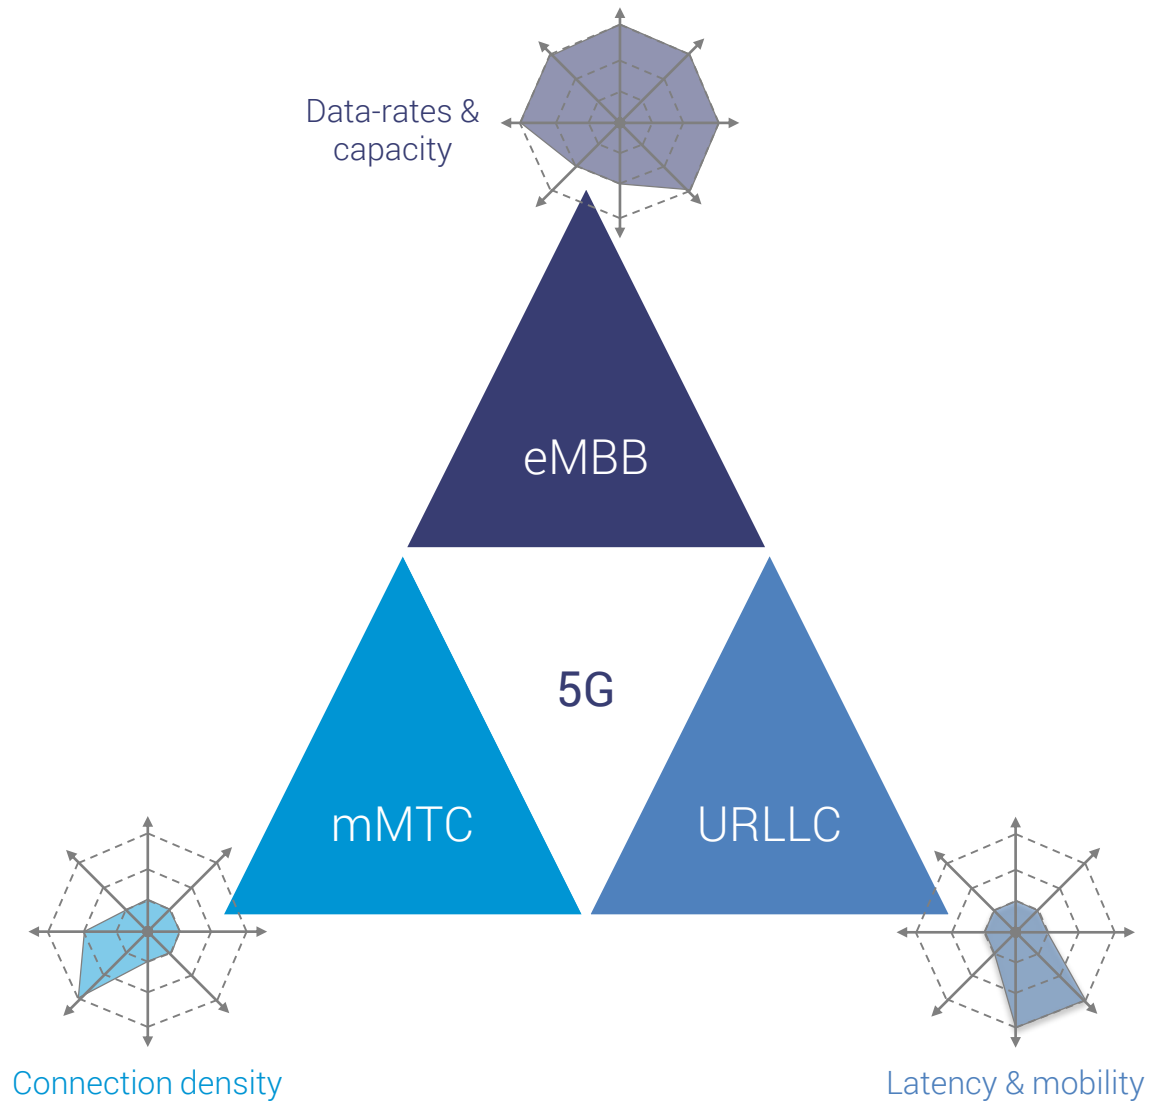 Data-rates &
capacity
eMBB
5G
mMTC
URLLC
Connection density
Latency & mobility